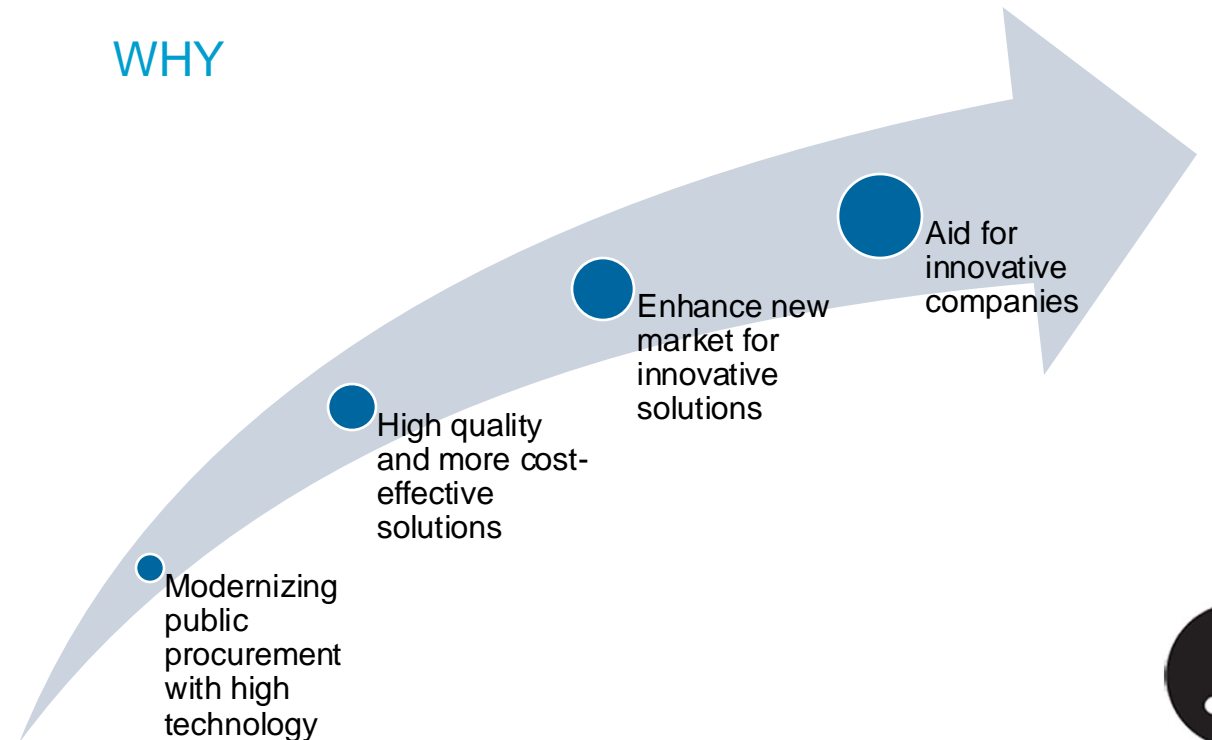 WHY
Aid for
innovative
companies
Enhance new
market for
innovative
solutions
High quality
and more cost-
effective
solutions
Modernizing
public
procurement
with high
technology